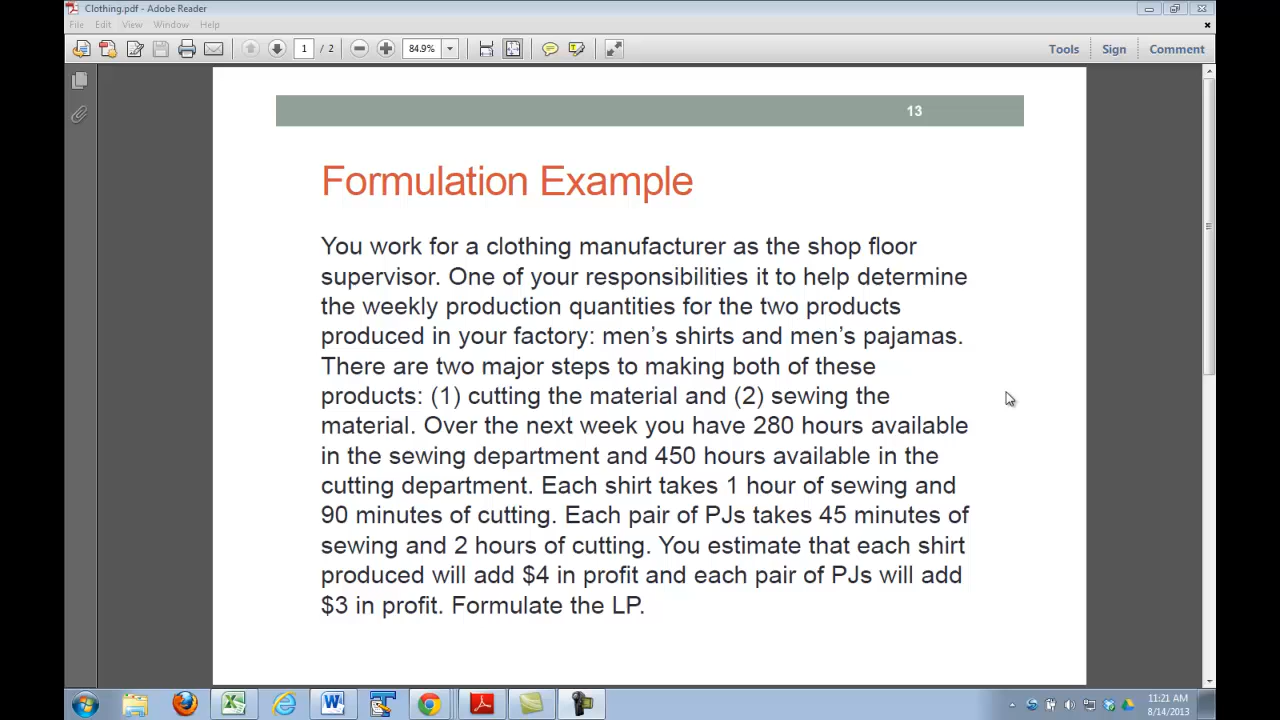 Clothing.pdf - Adobe Reader
File Edit View Window Help
1 / 2 84.9% Tools Sign Comment
13
Formulation Example
You work for a clothing manufacturer as the shop floor
supervisor. One of your responsibilities it to help determine
the weekly production quantities for the two products
produced in your factory: men's shirts and men's pajamas.
There are two major steps to making both of these
products: (1) cutting the material and (2) sewing the
material. Over the next week you have 280 hours available
in the sewing department and 450 hours available in the
cutting department. Each shirt takes 1 hour of sewing and
90 minutes of cutting. Each pair of PJs takes 45 minutes of
sewing and 2 hours of cutting. You estimate that each shirt
produced will add $4 in profit and each pair of PJs will add
$3 in profit. Formulate the LP.
11:21 AM
8/14/2013